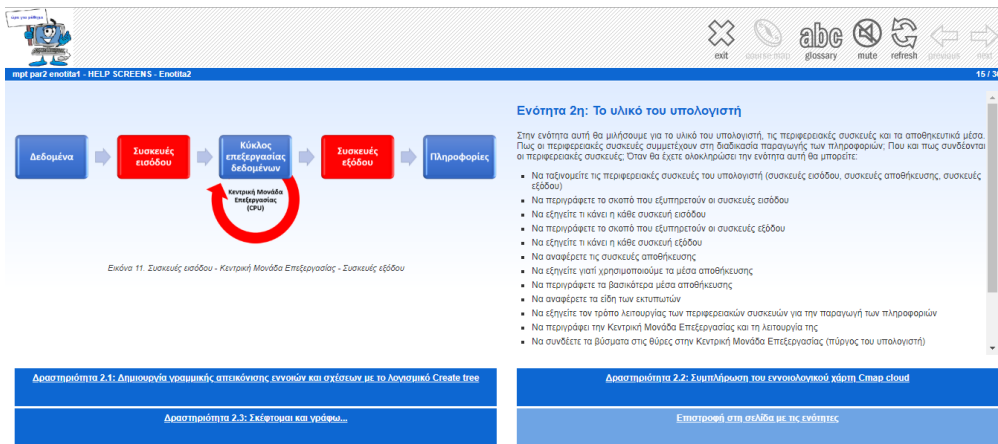 exit
course map
glossary
mute
refresh
previous
next
abc
mpt par2 enotita1 - HELP SCREENS - Enotita2
15 / 36
Δεδομένα
Συσκευές
εισόδου
Κύκλος
επεξεργασίας
δεδομένων
Συσκευές
εξόδου
Πληροφορίες
Κεντρική Μονάδα
Επεξεργασίας
(CPU)
Εικόνα 11. Συσκευές εισόδου - Κεντρική Μονάδα Επεξεργασίας - Συσκευές εξόδου
Ενότητα 2η: Το υλικό του υπολογιστή
Στην ενότητα αυτή θα μιλήσουμε για το υλικό του υπολογιστή, τις περιφερειακές συσκευές και τα αποθηκευτικά μέσα.
Πως οι περιφερειακές συσκευές συμμετέχουν στη διαδικασία παραγωγής των πληροφοριών; Που και πως συνδέονται
οι περιφερειακές συσκευές; Όταν θα έχετε ολοκληρώσει την ενότητα αυτή θα μπορείτε:
Να ταξινομείτε τις περιφερειακές συσκευές του υπολογιστή (συσκευές εισόδου, συσκευές αποθήκευσης, συσκευές
εξόδου)
Να περιγράφετε το σκοπό που εξυπηρετούν οι συσκευές εισόδου
Να εξηγείτε τι κάνει η κάθε συσκευή εισόδου
Να περιγράφετε το σκοπό που εξυπηρετούν οι συσκευές εξόδου
Να εξηγείτε τι κάνει η κάθε συσκευή εξόδου
Να αναφέρετε τις συσκευές αποθήκευσης
Να εξηγείτε γιατί χρησιμοποιούμε τα μέσα αποθήκευσης
Να περιγράφετε τα βασικότερα μέσα αποθήκευσης
Να αναφέρετε τα είδη των εκτυπωτών
Να εξηγείτε τον τρόπο λειτουργίας των περιφερειακών συσκευών για την παραγωγή των πληροφοριών
Να περιγράφει την Κεντρική Μονάδα Επεξεργασίας και τη λειτουργία της
Να συνδέετε τα βύσματα στις θύρες στην Κεντρική Μονάδα Επεξεργασίας (πύργος του υπολογιστή)
Δραστηριότητα 2.1: Δημιουργία γραμμικής απεικόνισης εννοιών και σχέσεων με το λογισμικό Create tree
Δραστηριότητα 2.2: Συμπλήρωση του εννοιολογικού χάρτη Cmap cloud
Δραστηριότητα 2.3: Σκέφτομαι και γράφω...
Επιστροφή στη σελίδα με τις ενότητες